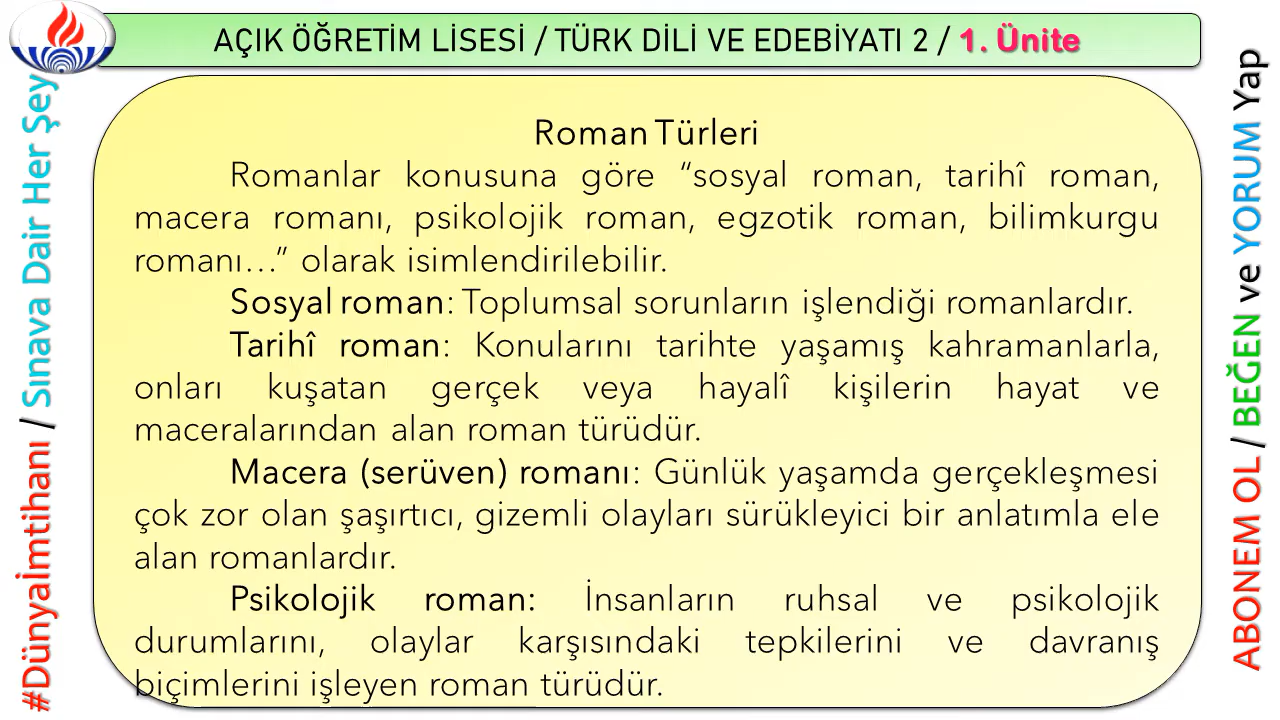 AÇIK ÖĞRETİM LİSESİ / TÜRK DİLİ VE EDEBİYATI 2 / 1. Ünite
#Dünyaİmtihanı / Sınava Dair Her Şey
Roman Türleri
Romanlar konusuna göre “sosyal roman, tarihî roman,
macera romanı, psikolojik roman, egzotik roman, bilimkurgu
romanı…” olarak isimlendirilebilir.
Sosyal roman: Toplumsal sorunların işlendiği romanlardır.
Tarihî roman: Konularını tarihte yaşamış kahramanlarla,
onları kuşatan gerçek veya hayalî kişilerin hayat ve
maceralarından alan roman türüdür.
Macera (serüven) romanı: Günlük yaşamda gerçekleşmesi
çok zor olan şaşırtıcı, gizemli olayları sürükleyici bir anlatımla ele
alan romanlardır.
Psikolojik roman: İnsanların ruhsal ve psikolojik
durumlarını, olaylar karşısındaki tepkilerini ve davranış
biçimlerini işleyen roman türüdür.
ABONEM OL / BEĞEN ve YORUM Yap